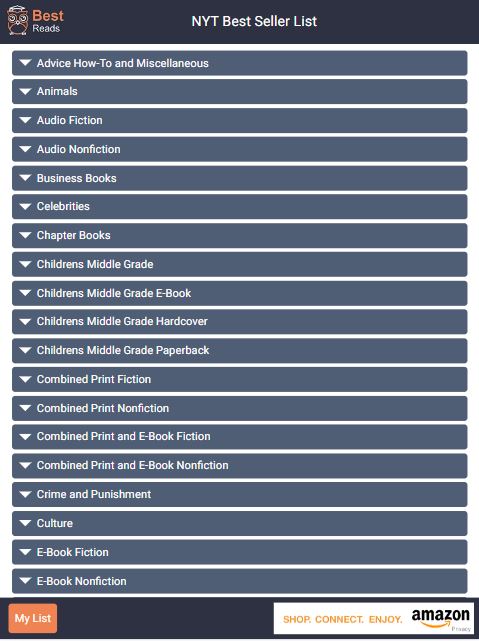 Best
Reads
NYT Best Seller List
Advice How-To and Miscellaneous
Animals
Audio Fiction
Audio Nonfiction
Business Books
Celebrities
Chapter Books
Childrens Middle Grade
Childrens Middle Grade E-Book
Childrens Middle Grade Hardcover
Childrens Middle Grade Paperback
Combined Print Fiction
Combined Print Nonfiction
Combined Print and E-Book Fiction
Combined Print and E-Book Nonfiction
Crime and Punishment
Culture
E-Book Fiction
E-Book Nonfiction
My List
SHOP. CONNECT. ENJOY.
amazon
Privacy